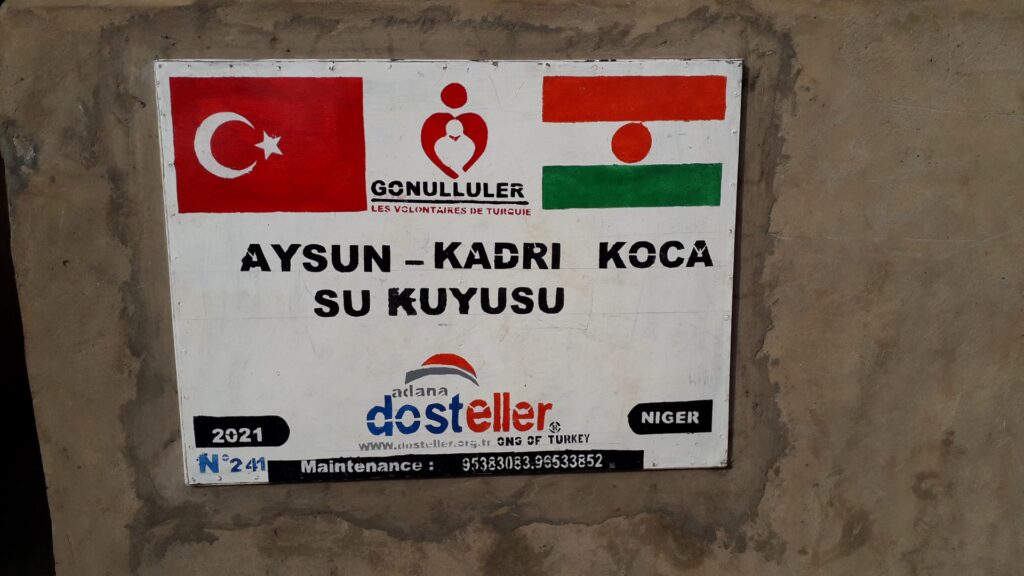 GONULLULER
LES VOLONTAIRES DE TURQUIE
AYSUN - KADRI KOCA
SU KUYUSU
adana
dosteller
www.dosteller.org.tr ONG OF TURKEY
2021
NIGER
N°241
Maintenance : 95383083.96533852